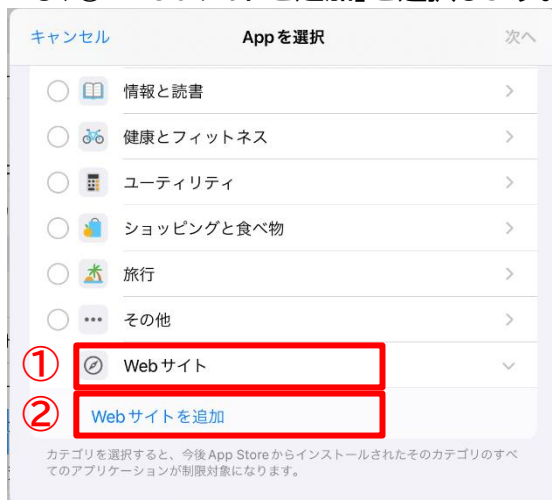 キャンセル Appを選択 次へ
情報と読書
健康とフィットネス
ユーティリティ
ショッピングと食べ物
旅行
その他
① Webサイト
② Webサイトを追加
カテゴリを選択すると、今後App Storeからインストールされたそのカテゴリのすべ
てのアプリケーションが制限対象になります。